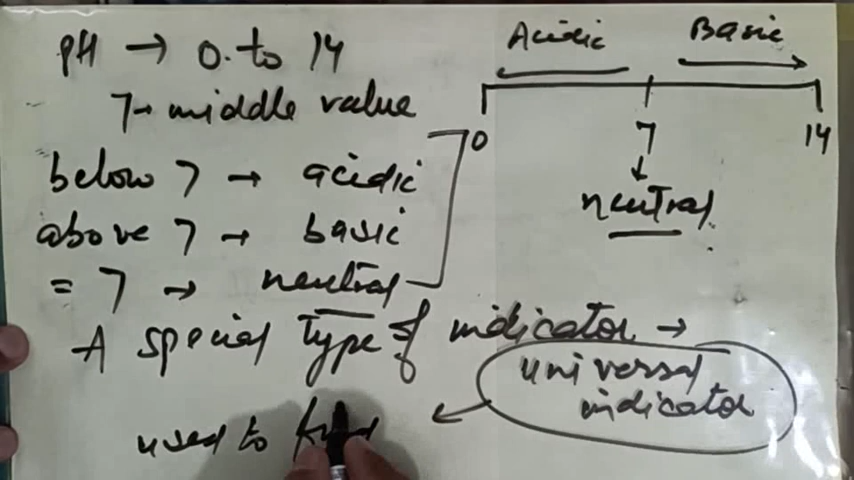 PH → 0 to 14
7 → middle value
below 7 → acidic
above 7 → basic
= 7 → neutral
Acidic Basic
0 7 14
↓
neutral
A special type of indicator →
universal
indicator
used to find